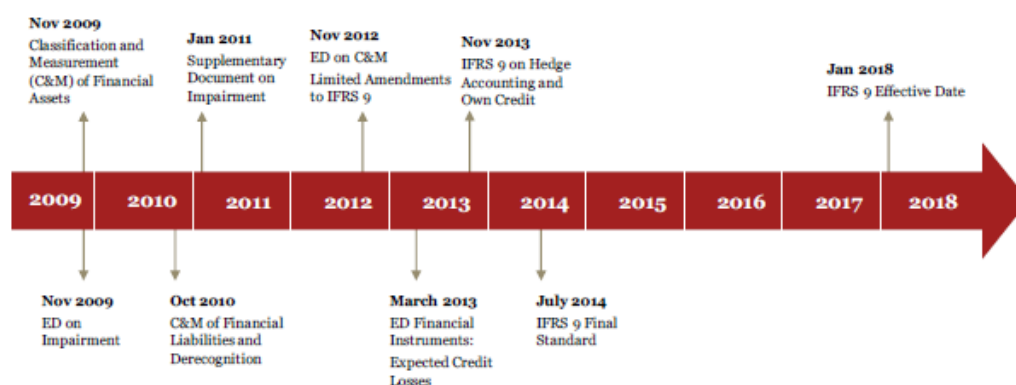 Nov 2009
Classification and
Measurement
(C&M) of Financial
Assets
Jan 2011
Supplementary
Document on
Impairment
Nov 2012
ED on C&M
Limited Amendments
to IFRS 9
Nov 2013
IFRS 9 on Hedge
Accounting and
Own Credit
Jan 2018
IFRS 9 Effective Date
2009
2010
2011
2012
2013
2014
2015
2016
2017
2018
Nov 2009
ED on
Impairment
Oct 2010
C&M of Financial
Liabilities and
Derecognition
March 2013
ED Financial
Instruments:
Expected Credit
Losses
July 2014
IFRS 9 Final
Standard